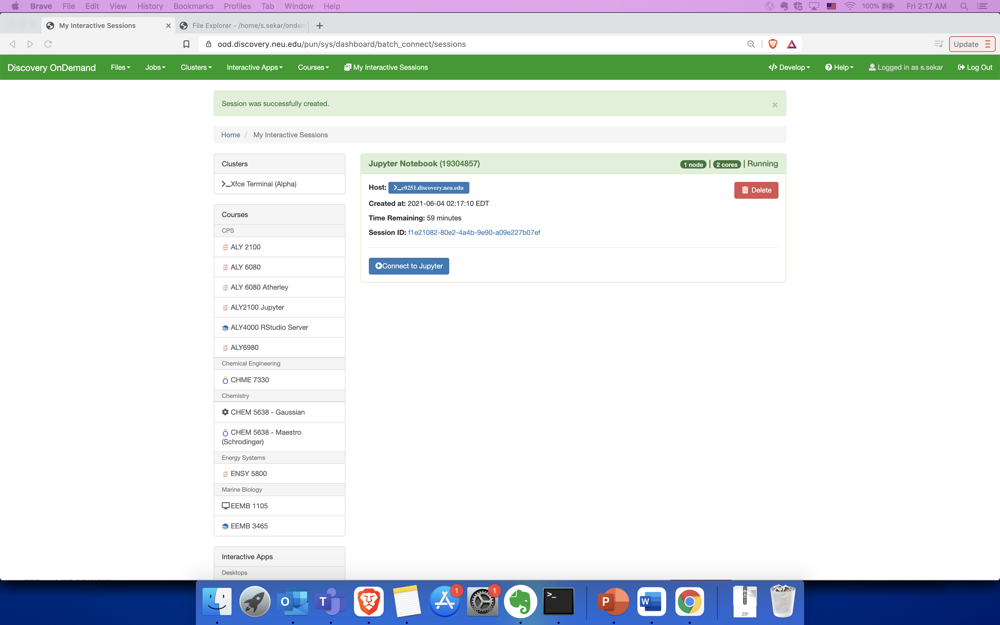 Brave File Edit View History Bookmarks Profiles Tab Window Help 100% Fri 2:17 AM
My Interactive Sessions File Explorer - /home/s.sekar/ondem
ood.discovery.neu.edu/pun/sys/dashboard/batch_connect/sessions Update
Discovery OnDemand Files Jobs Clusters Interactive Apps Courses My Interactive Sessions </> Develop Help Logged in as s.sekar Log Out
Session was successfully created. ×
Home / My Interactive Sessions
Clusters
>_Xfce Terminal (Alpha)
Courses
CPS
ALY 2100
ALY 6080
ALY 6080 Atherley
ALY2100 Jupyter
ALY4000 RStudio Server
ALY6980
Chemical Engineering
CHME 7330
Chemistry
CHEM 5638 - Gaussian
CHEM 5638 - Maestro
(Schrodinger)
Energy Systems
ENSY 5800
Marine Biology
EEMB 1105
EEMB 3465
Interactive Apps
Desktops
Jupyter Notebook (19304857) 1 node | 2 cores | Running
Host: >_c0251.discovery.neu.edu
Delete
Created at: 2021-06-04 02:17:10 EDT
Time Remaining: 59 minutes
Session ID: f1e21082-80e2-4a4b-9e90-a09e227b07ef
Connect to Jupyter
O T 1 1 >_ P W ZIP